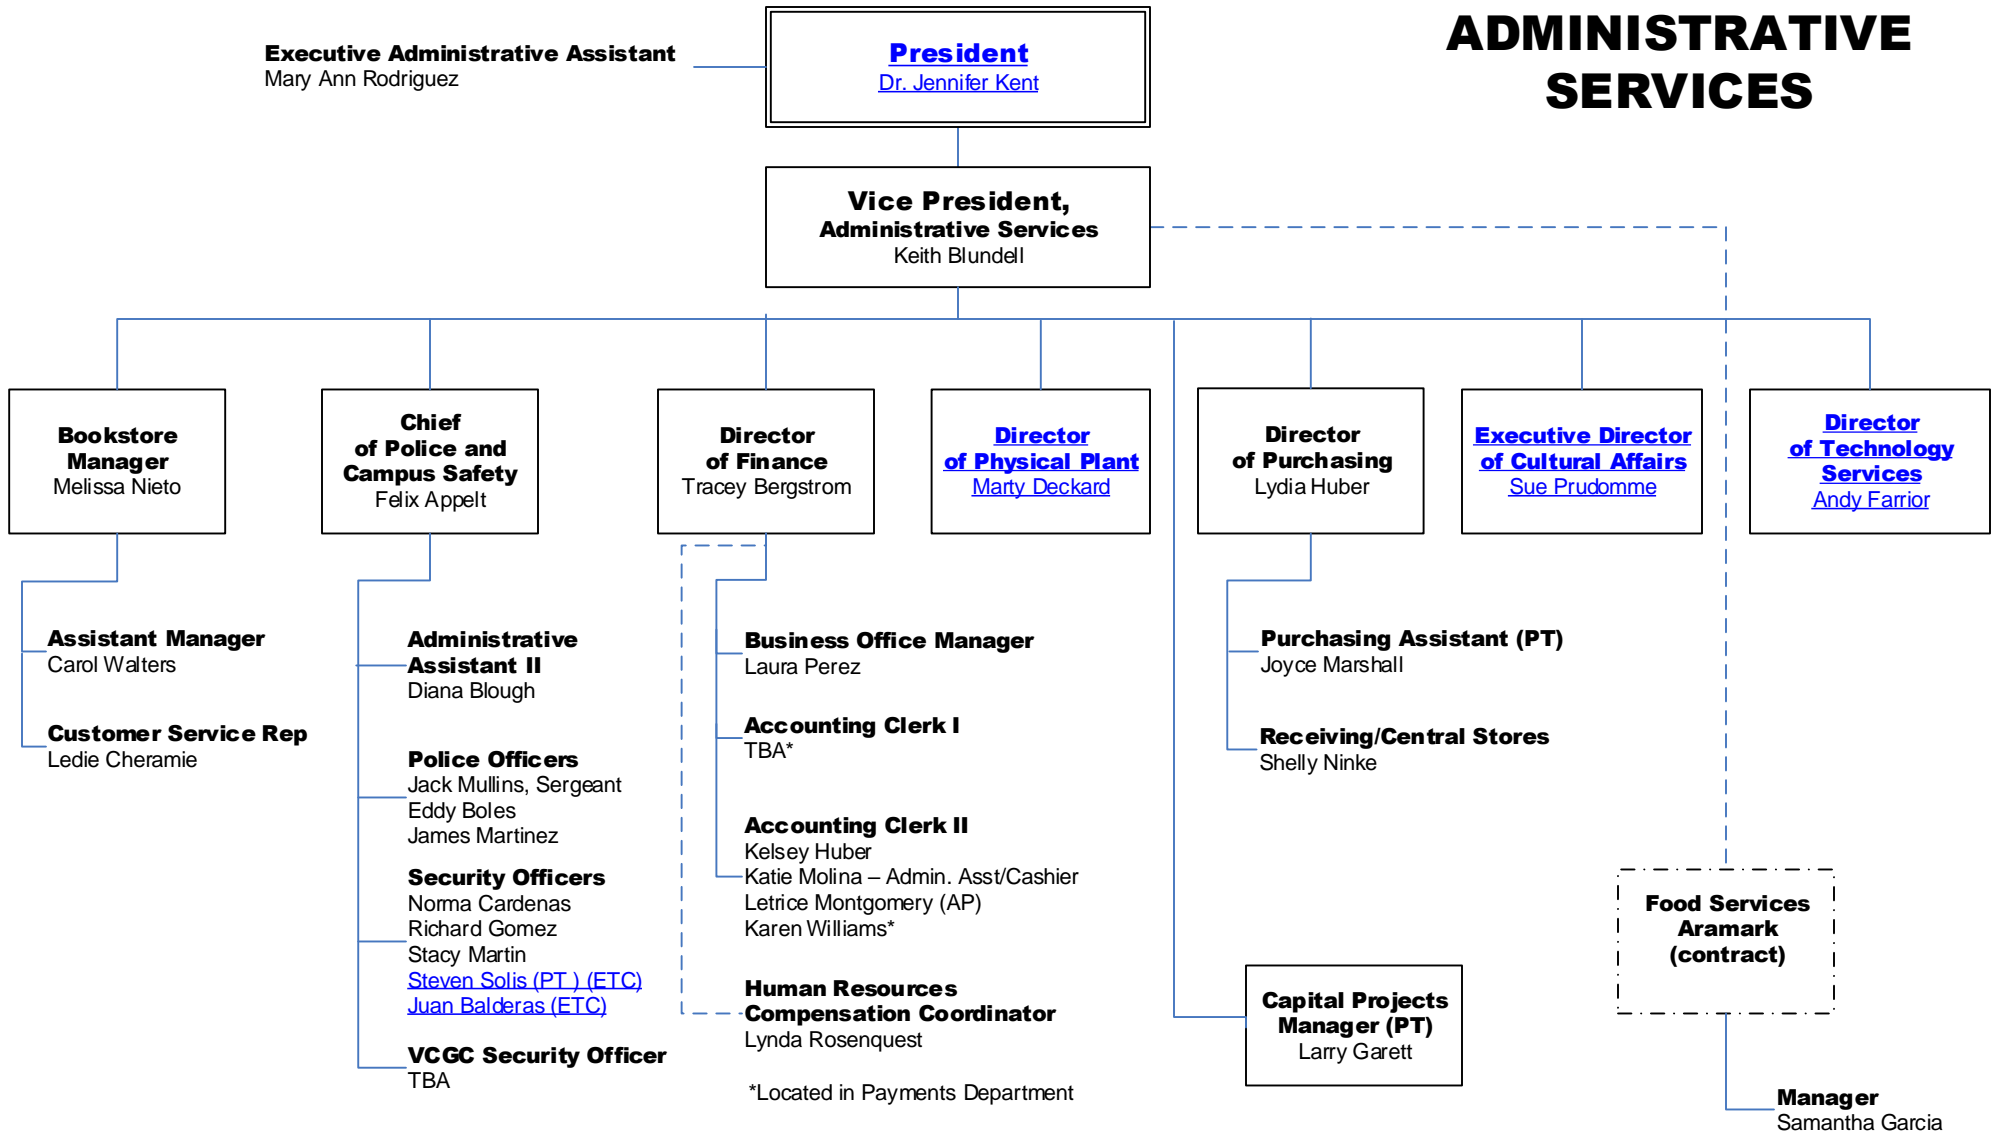 ADMINISTRATIVE
SERVICES
Executive Administrative Assistant
Mary Ann Rodriguez
President
Dr. Jennifer Kent
Vice President,
Administrative Services
Keith Blundell
Bookstore
Manager
Melissa Nieto
Chief
of Police and
Campus Safety
Felix Appelt
Director
of Finance
Tracey Bergstrom
Director
of Physical Plant
Marty Deckard
Director
of Purchasing
Lydia Huber
Executive Director
of Cultural Affairs
Sue Prudomme
Director
of Technology
Services
Andy Farrior
Assistant Manager
Carol Walters
Customer Service Rep
Ledie Cheramie
Administrative
Assistant II
Diana Blough
Police Officers
Jack Mullins, Sergeant
Eddy Boles
James Martinez
Security Officers
Norma Cardenas
Richard Gomez
Stacy Martin
Steven Solis (PT ) (ETC)
Juan Balderas (ETC)
VCGC Security Officer
TBA
Business Office Manager
Laura Perez
Accounting Clerk I
TBA*
Accounting Clerk II
Kelsey Huber
Katie Molina – Admin. Asst/Cashier
Letrice Montgomery (AP)
Karen Williams*
Human Resources
Compensation Coordinator
Lynda Rosenquest
*Located in Payments Department
Purchasing Assistant (PT)
Joyce Marshall
Receiving/Central Stores
Shelly Ninke
Capital Projects
Manager (PT)
Larry Garett
Food Services
Aramark
(contract)
Manager
Samantha Garcia